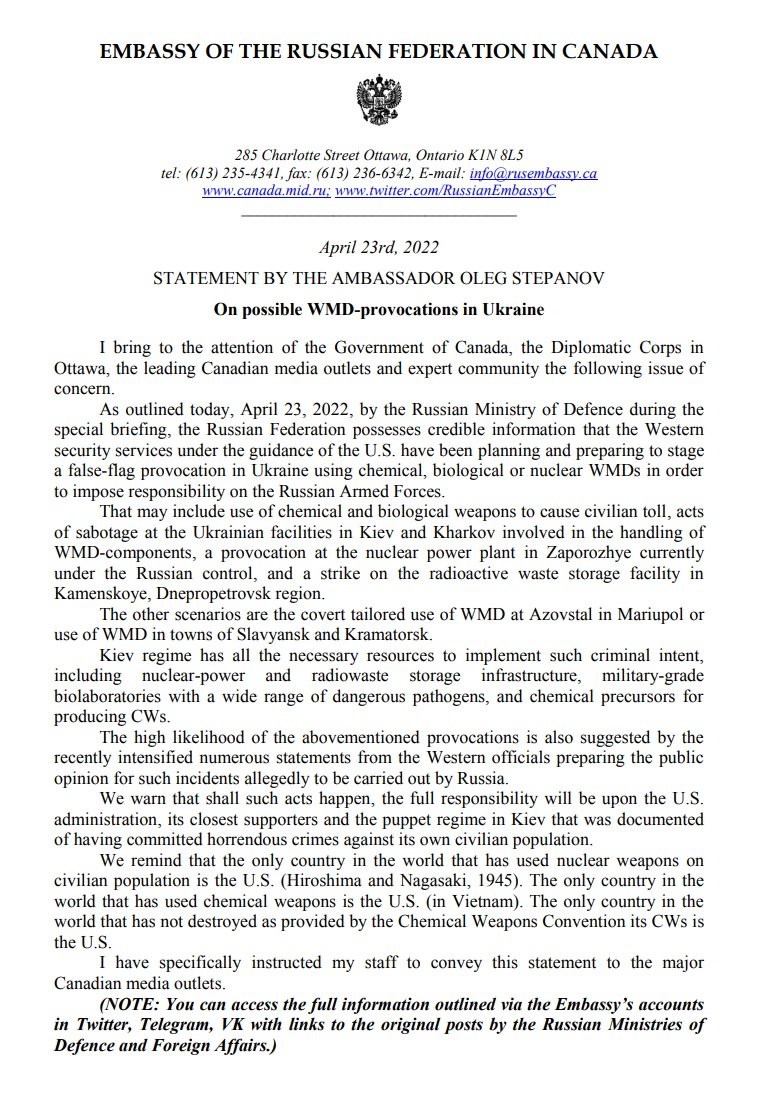 EMBASSY OF THE RUSSIAN FEDERATION IN CANADA
285 Charlotte Street Ottawa, Ontario K1N 8L5
tel: (613) 235-4341, fax: (613) 236-6342, E-mail: info@rusembassy.ca
www.canada.mid.ru; www.twitter.com/RussianEmbassyC
April 23rd, 2022
STATEMENT BY THE AMBASSADOR OLEG STEPANOV
On possible WMD-provocations in Ukraine
I bring to the attention of the Government of Canada, the Diplomatic Corps in
Ottawa, the leading Canadian media outlets and expert community the following issue of
concern.
As outlined today, April 23, 2022, by the Russian Ministry of Defence during the
special briefing, the Russian Federation possesses credible information that the Western
security services under the guidance of the U.S. have been planning and preparing to stage
a false-flag provocation in Ukraine using chemical, biological or nuclear WMDs in order
to impose responsibility on the Russian Armed Forces.
That may include use of chemical and biological weapons to cause civilian toll, acts
of sabotage at the Ukrainian facilities in Kiev and Kharkov involved in the handling of
WMD-components, a provocation at the nuclear power plant in Zaporozhye currently
under the Russian control, and a strike on the radioactive waste storage facility in
Kamenskoye, Dnepropetrovsk region.
The other scenarios are the covert tailored use of WMD at Azovstal in Mariupol or
use of WMD in towns of Slavyansk and Kramatorsk.
Kiev regime has all the necessary resources to implement such criminal intent,
including nuclear-power and radiowaste storage infrastructure, military-grade
biolaboratories with a wide range of dangerous pathogens, and chemical precursors for
producing CWs.
The high likelihood of the abovementioned provocations is also suggested by the
recently intensified numerous statements from the Western officials preparing the public
opinion for such incidents allegedly to be carried out by Russia.
We warn that shall such acts happen, the full responsibility will be upon the U.S.
administration, its closest supporters and the puppet regime in Kiev that was documented
of having committed horrendous crimes against its own civilian population.
We remind that the only country in the world that has used nuclear weapons on
civilian population is the U.S. (Hiroshima and Nagasaki, 1945). The only country in the
world that has used chemical weapons is the U.S. (in Vietnam). The only country in the
world that has not destroyed as provided by the Chemical Weapons Convention its CWs is
the U.S.
I have specifically instructed my staff to convey this statement to the major
Canadian media outlets.
(NOTE: You can access the full information outlined via the Embassy's accounts
in Twitter, Telegram, VK with links to the original posts by the Russian Ministries of
Defence and Foreign Affairs.)